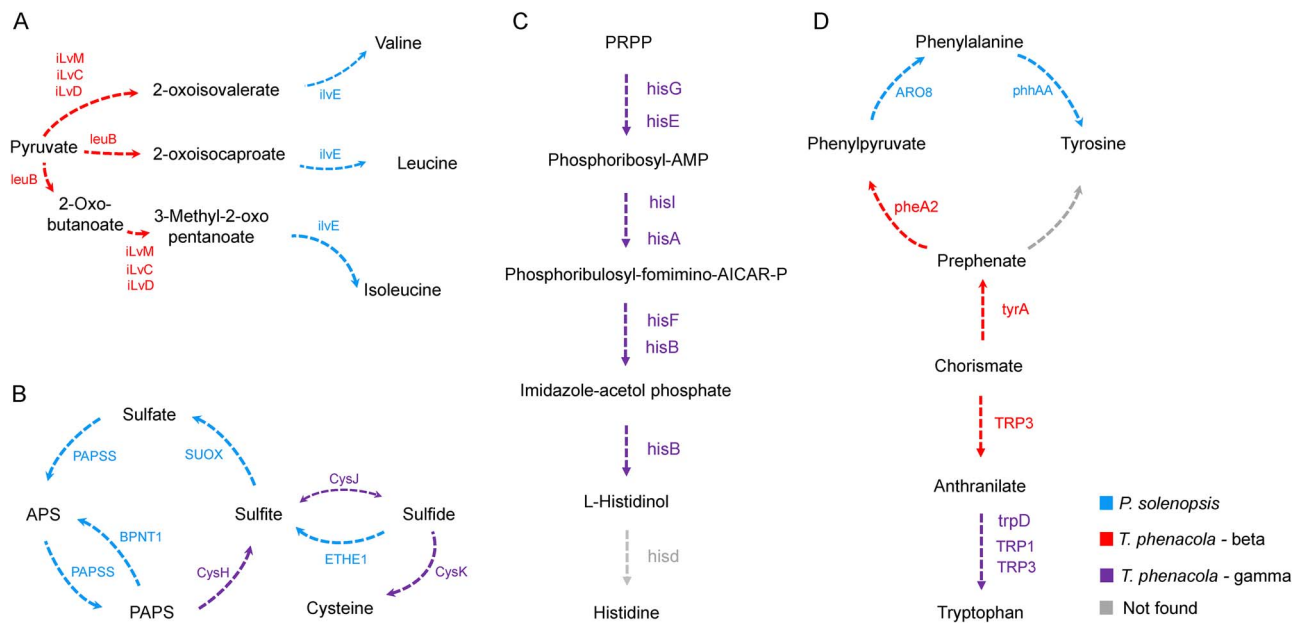 A
Valine
iLvM
iLvC
iLvD
2-oxoisovalerate
ilvE
Pyruvate
leuB
2-oxoisocaproate
ilvE
Leucine
leuB
2-Oxo-
butanoate
3-Methyl-2-oxo
pentanoate
ilvE
iLvM
iLvC
iLvD
Isoleucine
B
Sulfate
PAPSS
SUOX
CysJ
APS
Sulfite
Sulfide
BPNT1
ETHE1
PAPSS
CysH
CysK
PAPS
Cysteine
C
PRPP
hisG
hisE
Phosphoribosyl-AMP
hisI
hisA
Phosphoribulosyl-fomimino-AICAR-P
hisF
hisB
Imidazole-acetol phosphate
hisB
L-Histidinol
hisd
Histidine
D
Phenylalanine
ARO8
phhAA
Phenylpyruvate
Tyrosine
pheA2
Prephenate
tyrA
Chorismate
TRP3
Anthranilate
trpD
TRP1
TRP3
Tryptophan
P. solenopsis
T. phenacola - beta
T. phenacola - gamma
Not found